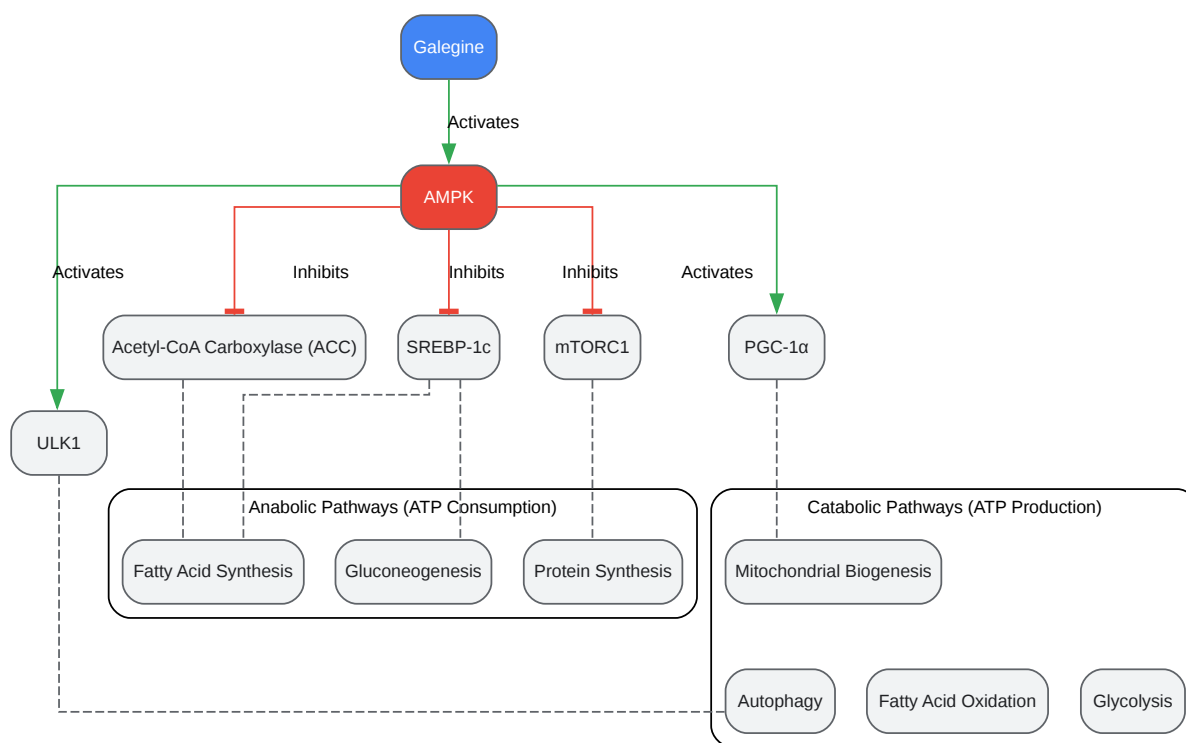 Galegine
Activates
AMPK
Activates
Inhibits
Inhibits
Inhibits
Activates
Acetyl-CoA Carboxylase (ACC)
SREBP-1c
mTORC1
PGC-1α
ULK1
Anabolic Pathways (ATP Consumption)
Catabolic Pathways (ATP Production)
Fatty Acid Synthesis
Gluconeogenesis
Protein Synthesis
Mitochondrial Biogenesis
Autophagy
Fatty Acid Oxidation
Glycolysis